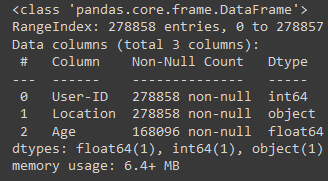 <class 'pandas.core.frame.DataFrame'>
RangeIndex: 278858 entries, 0 to 278857
Data columns (total 3 columns):
 #   Column    Non-Null Count   Dtype
---  ------    --------------   -----
 0   User-ID   278858 non-null  int64
 1   Location  278858 non-null  object
 2   Age       168096 non-null  float64
dtypes: float64(1), int64(1), object(1)
memory usage: 6.4+ MB